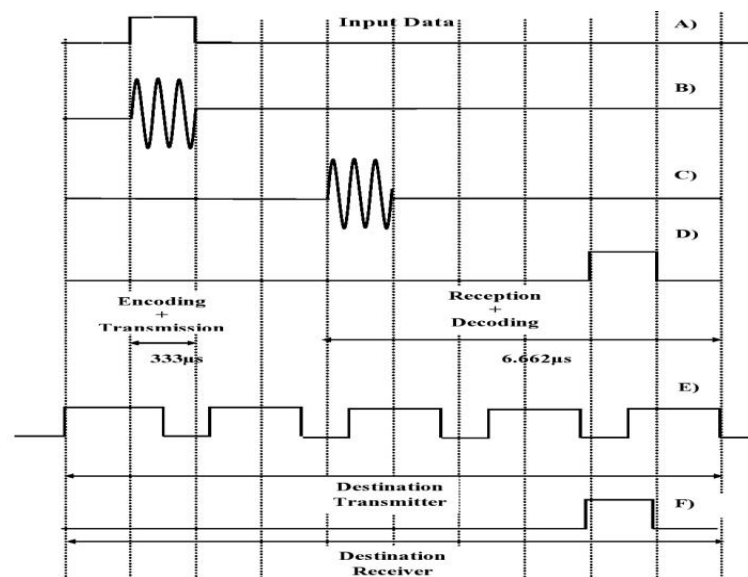 Input Data
A)
B)
C)
D)
Encoding
+
Transmission
333μs
Reception
+
Decoding
6.662μs
E)
Destination
Transmitter
F)
Destination
Receiver